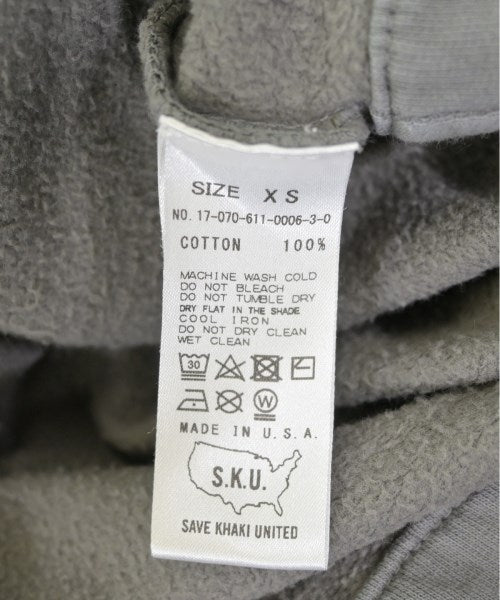 SIZE XS
NO. 17-070-611-0006-3-0
COTTON 100%
MACHINE WASH COLD
DO NOT BLEACH
DO NOT TUMBLE DRY
DRY FLAT IN THE SHADE
COOL IRON
DO NOT DRY CLEAN
WET CLEAN
30
W
MADE IN U.S.A.
S.K.U.
SAVE KHAKI UNITED